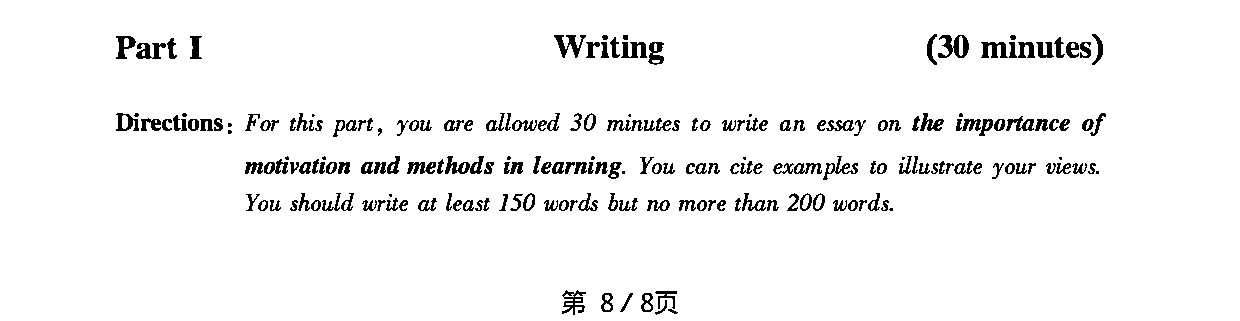 Part I Writing (30 minutes)
Directions: For this part, you are allowed 30 minutes to write an essay on the importance of
motivation and methods in learning. You can cite examples to illustrate your views.
You should write at least 150 words but no more than 200 words.
第 8 / 8页